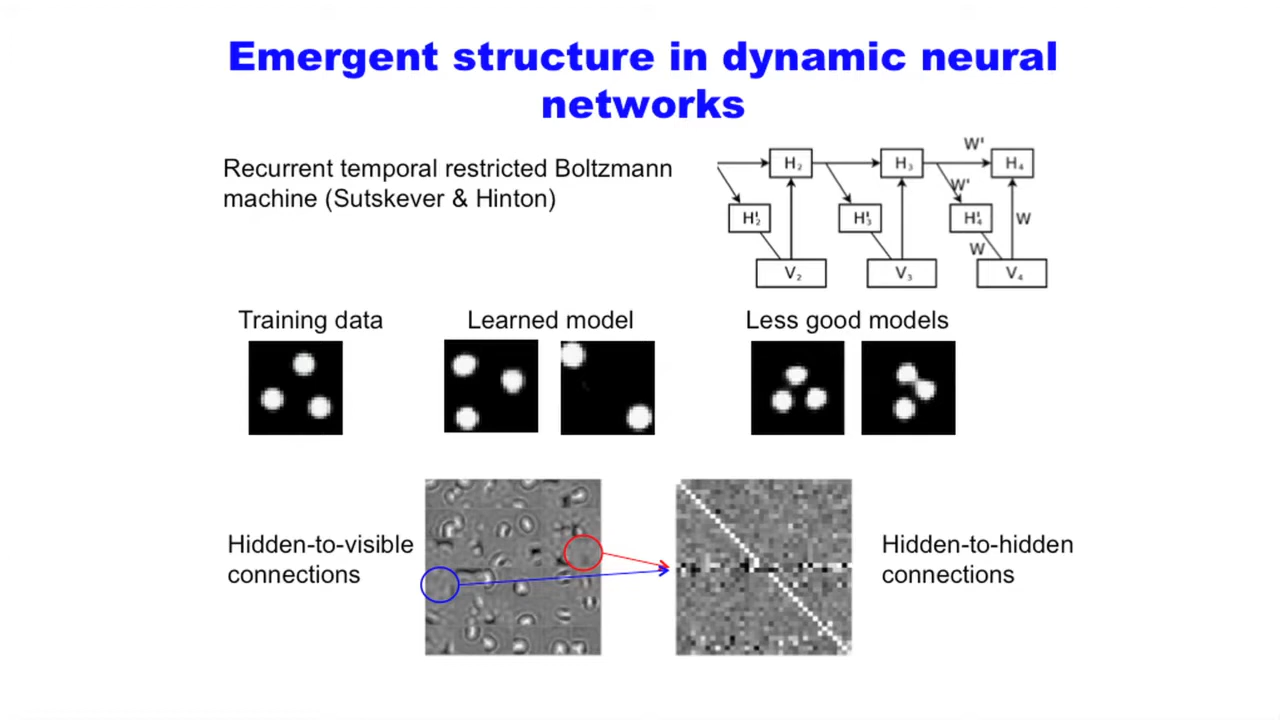 Emergent structure in dynamic neural
networks
Recurrent temporal restricted Boltzmann
machine (Sutskever & Hinton)
W'
H₂ H₃ H₄
W'
H'₂ H'₃ H'₄ W
W
V₂ V₃ V₄
Training data Learned model Less good models
Hidden-to-visible
connections
Hidden-to-hidden
connections